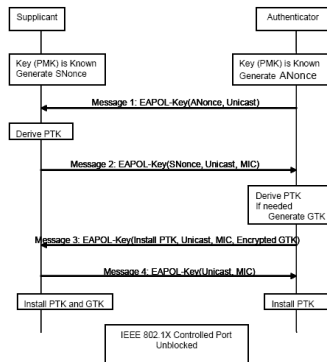 Supplicant
Authenticator
Key (PMK) is Known
Generate SNonce
Key (PMK) is Known
Generate ANonce
Message 1: EAPOL-Key(ANonce, Unicast)
Derive PTK
Message 2: EAPOL-Key(SNonce, Unicast, MIC)
Derive PTK
If needed
Generate GTK
Message 3: EAPOL-Key(Install PTK, Unicast, MIC, Encrypted GTK)
Message 4: EAPOL-Key(Unicast, MIC)
Install PTK and GTK
Install PTK
IEEE 802.1X Controlled Port
Unblocked